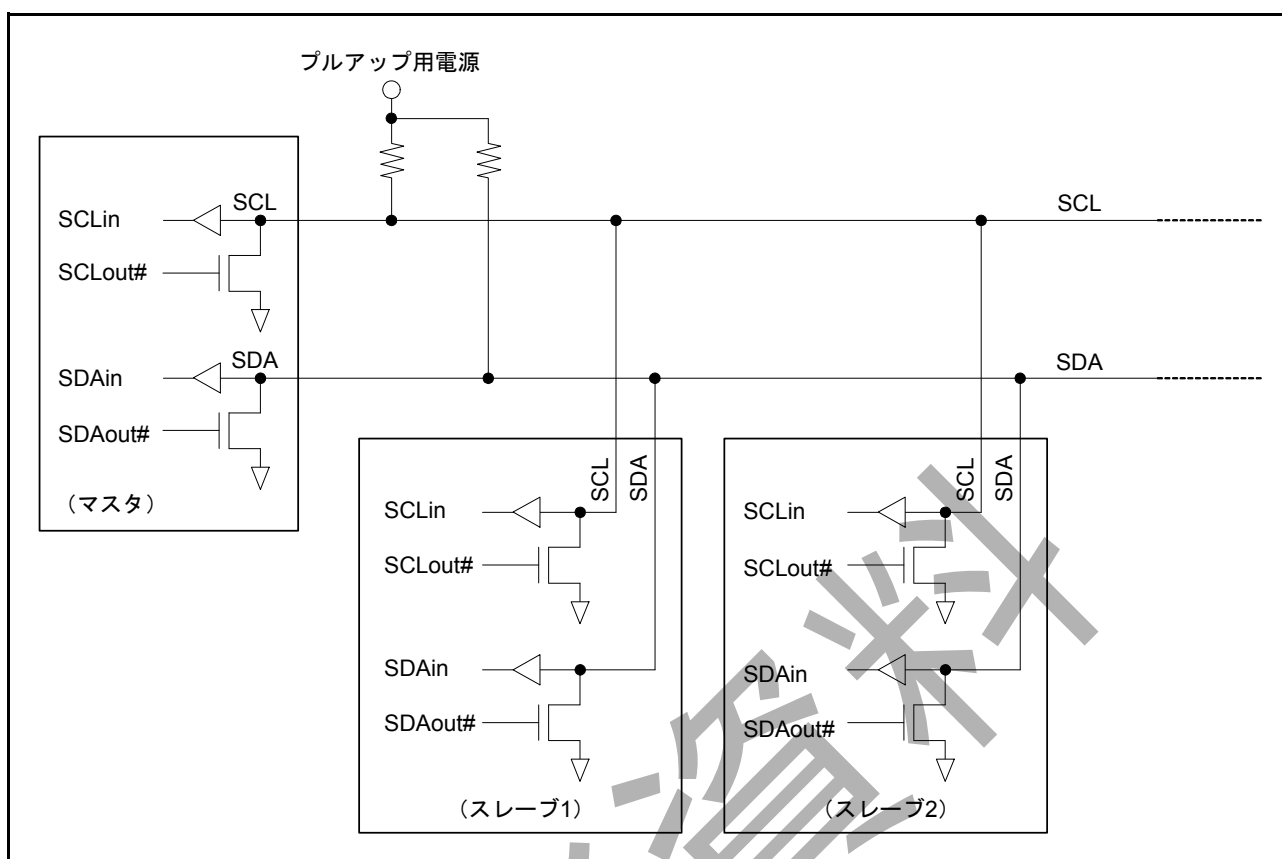 プルアップ用電源
SCL
SCLin
SCLout#
SDA
SDAin
SDAout#
（マスタ）
SCL
SDA
SCL
SDA
SCLin
SCLout#
SDAin
SDAout#
（スレーブ1）
SCL
SDA
SCLin
SCLout#
SDAin
SDAout#
（スレーブ2）
資料